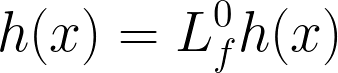 h(x) = L_f^0 h(x)